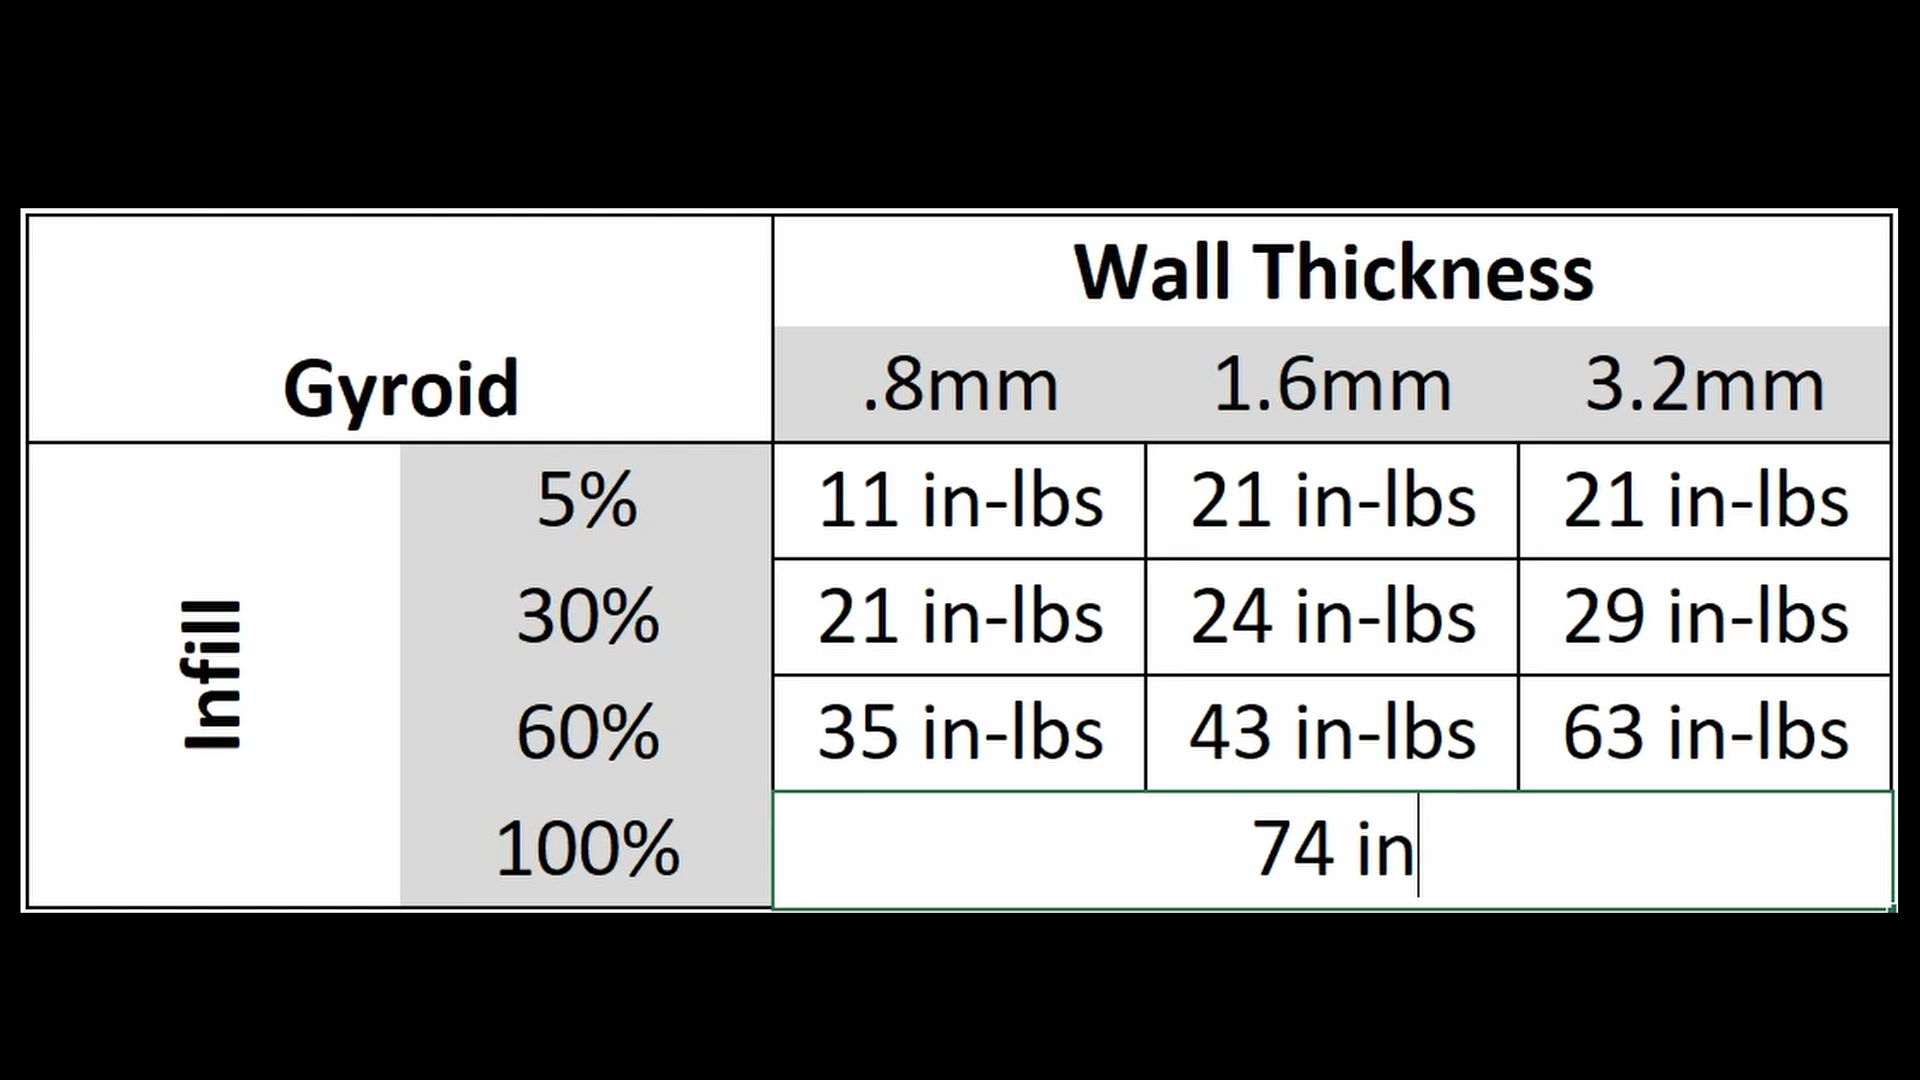 Wall Thickness
Gyroid
.8mm 1.6mm 3.2mm
Infill
5% 11 in-lbs 21 in-lbs 21 in-lbs
30% 21 in-lbs 24 in-lbs 29 in-lbs
60% 35 in-lbs 43 in-lbs 63 in-lbs
100% 74 in